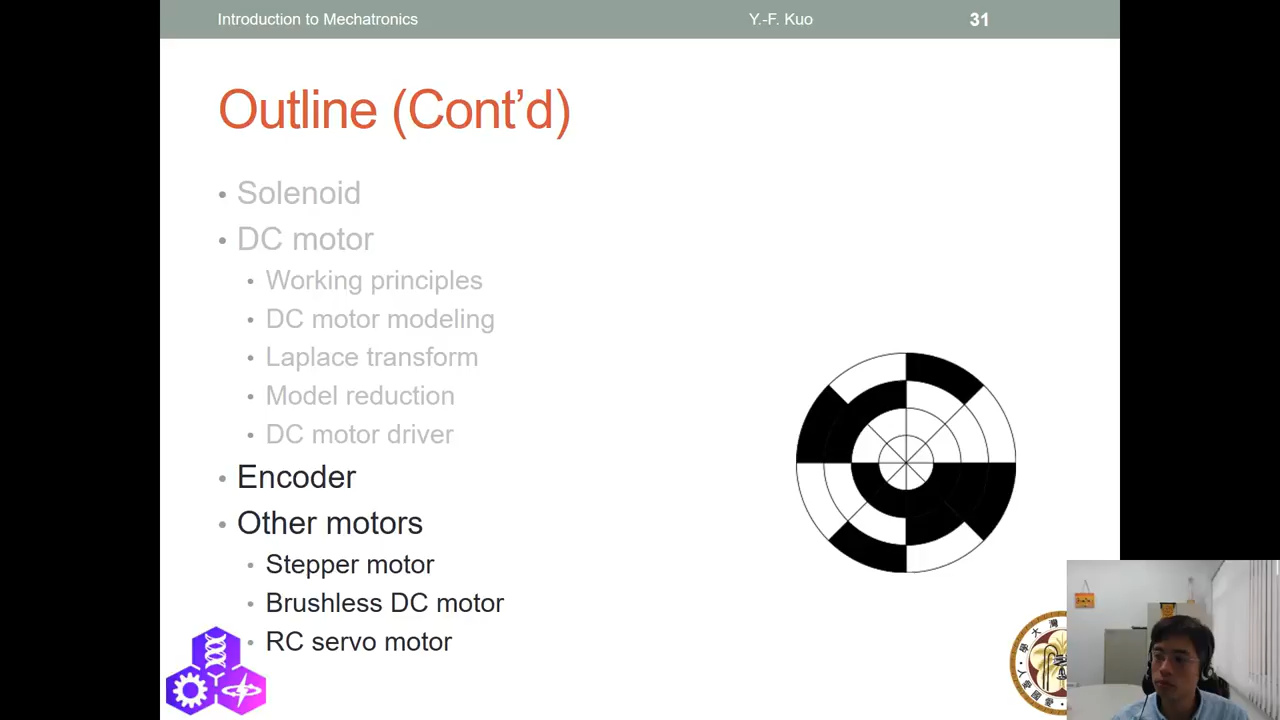 Introduction to Mechatronics Y.-F. Kuo 31
Outline (Cont’d)
• Solenoid
• DC motor
• Working principles
• DC motor modeling
• Laplace transform
• Model reduction
• DC motor driver
• Encoder
• Other motors
• Stepper motor
• Brushless DC motor
• RC servo motor